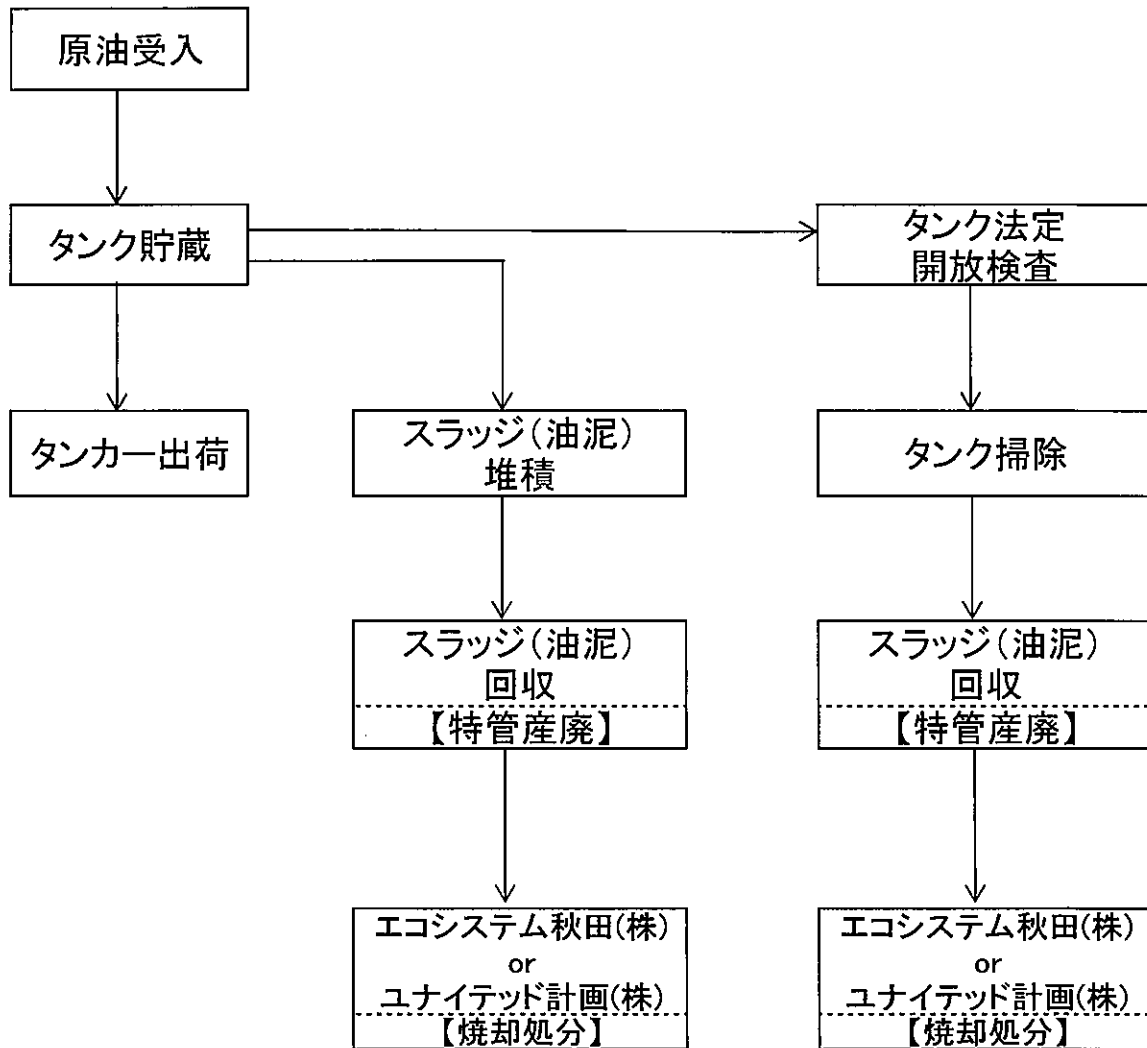 原油受入
タンク貯蔵
タンク法定
開放検査
タンカー出荷
スラッジ(油泥)
堆積
タンク掃除
スラッジ(油泥)
回収
【特管産廃】
スラッジ(油泥)
回収
【特管産廃】
エコシステム秋田(株)
or
ユナイテッド計画(株)
【焼却処分】
エコシステム秋田(株)
or
ユナイテッド計画(株)
【焼却処分】